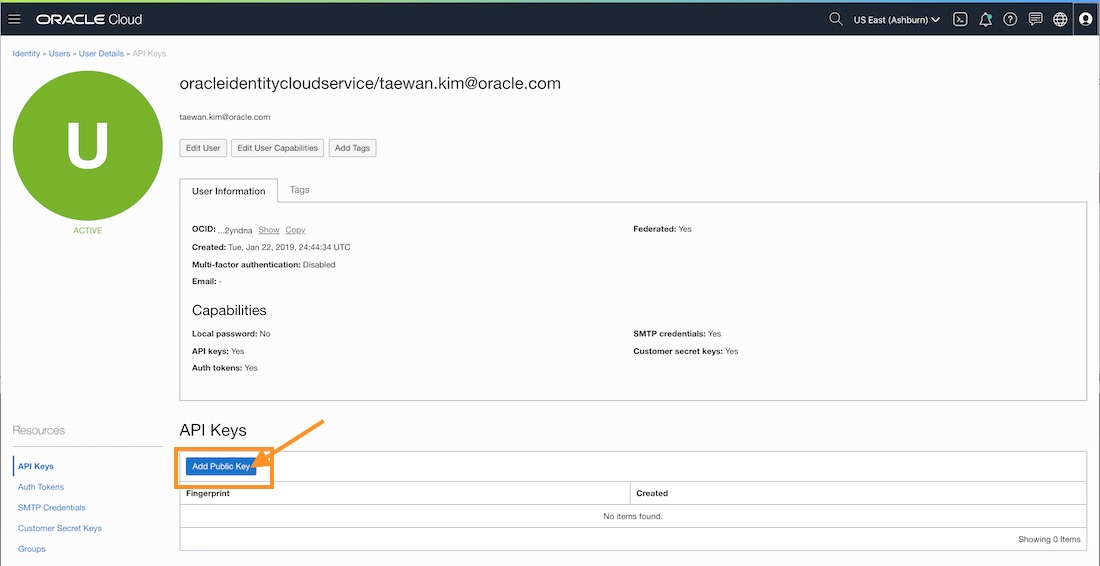 ORACLE Cloud
US East (Ashburn)
Identity » Users » User Details » API Keys
U
ACTIVE
oracleidentitycloudservice/taewan.kim@oracle.com
taewan.kim@oracle.com
Edit User Edit User Capabilities Add Tags
User Information Tags
OCID: ...2yndna Show Copy
Federated: Yes
Created: Tue, Jan 22, 2019, 24:44:34 UTC
Multi-factor authentication: Disabled
Email: -
Capabilities
Local password: No
SMTP credentials: Yes
API keys: Yes
Customer secret keys: Yes
Auth tokens: Yes
Resources
API Keys
Auth Tokens
SMTP Credentials
Customer Secret Keys
Groups
API Keys
Add Public Key
Fingerprint Created
No items found.
Showing 0 Items